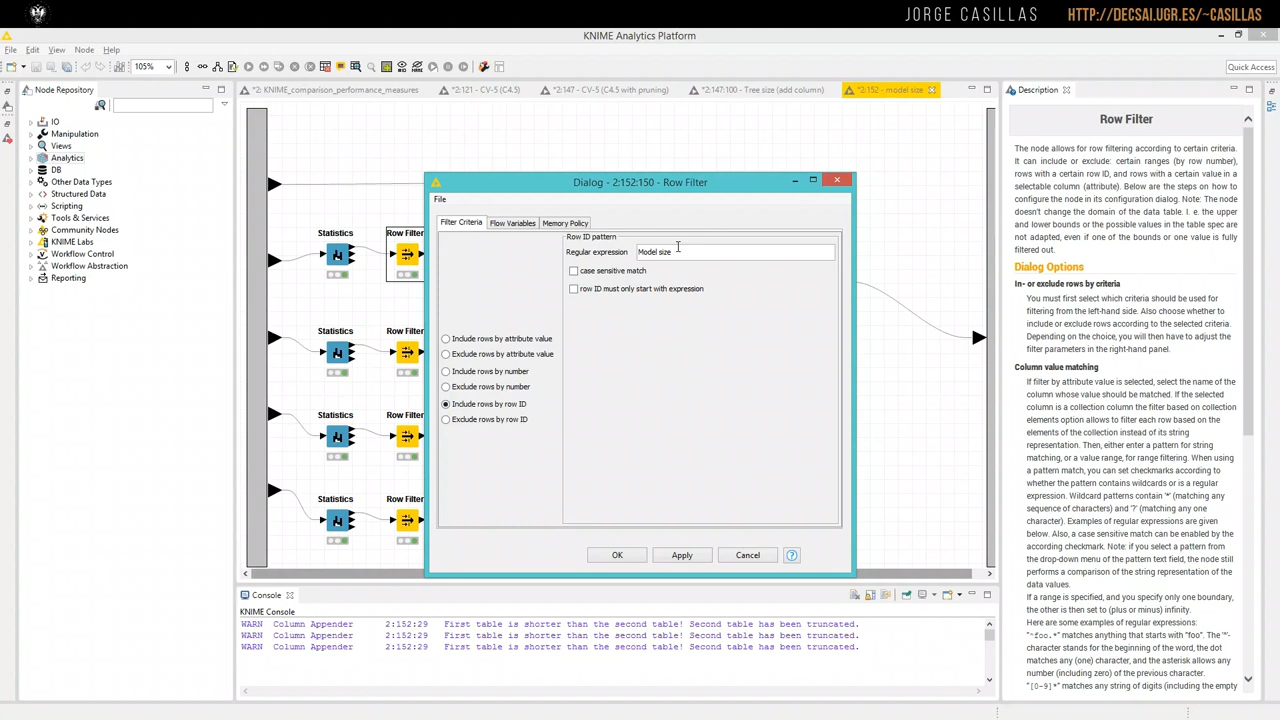 JORGE CASILLAS HTTP://DECSAI.UGR.ES/~CASILLAS
KNIME Analytics Platform
File Edit View Node Help
105% Quick Access
Node Repository
*2: KNIME_comparison_performance_measures
*2:121 - CV-5 (C4.5)
*2:147 - CV-5 (C4.5 with pruning)
*2:147:100 - Tree size (add column)
*2:152 - model size
Description
IO
Manipulation
Views
Analytics
DB
Other Data Types
Structured Data
Scripting
Tools & Services
Community Nodes
KNIME Labs
Workflow Control
Workflow Abstraction
Reporting
Statistics Row Filter
Statistics Row Filter
Statistics Row Filter
Statistics Row Filter
Dialog - 2:152:150 - Row Filter
File
Filter Criteria Flow Variables Memory Policy
Row ID pattern
Regular expression Model size
case sensitive match
row ID must only start with expression
Include rows by attribute value
Exclude rows by attribute value
Include rows by number
Exclude rows by number
Include rows by row ID
Exclude rows by row ID
OK Apply Cancel ?
Console
KNIME Console
WARN Column Appender 2:152:29 First table is shorter than the second table! Second table has been truncated.
WARN Column Appender 2:152:29 First table is shorter than the second table! Second table has been truncated.
WARN Column Appender 2:152:29 First table is shorter than the second table! Second table has been truncated.
Row Filter
The node allows for row filtering according to certain criteria.
It can include or exclude: certain ranges (by row number),
rows with a certain row ID, and rows with a certain value in a
selectable column (attribute). Below are the steps on how to
configure the node in its configuration dialog. Note: The node
doesn't change the domain of the data table. I. e. the upper
and lower bounds or possible values in the table spec are
not adapted, even if one of the bounds or one value is fully
filtered out.
Dialog Options
In- or exclude rows by criteria
You must first select which criteria should be used for
filtering from the left-hand side. Also choose whether to
include or exclude rows according to the selected criteria.
Depending on the choice, you will then have to adjust the
filter parameters in the right-hand panel.
Column value matching
If filter by attribute value is selected, select the name of the
column whose value should be matched. If the selected
column is a collection column the filter based on collection
elements option allows to filter each row based on the
elements of the collection instead of its string
representation. Then, either enter a pattern for string
matching, or a value range, for range filtering. When using
a pattern match, you can set checkmarks according to
whether the pattern contains wildcards or is a regular
expression. Wildcard patterns contain '*' (matching any
sequence of characters) and '?' (matching any one
character). Examples of regular expressions are given
below. Also, a case sensitive match can be enabled by the
according checkmark. Note: if you select a pattern from
the drop-down menu of the pattern text field, the node still
performs a comparison of the string representation of the
data values.
If a range is specified, and you specify only one boundary,
the other is then set to (plus or minus) infinity.
Here are some examples of regular expressions:
"^foo.*" matches anything that starts with "foo". The '^'-
character stands for the beginning of the word, the dot
matches any (one) character, and the asterisk allows any
number (including zero) of the previous character.
"[0-9]*" matches any string of digits (including the empty